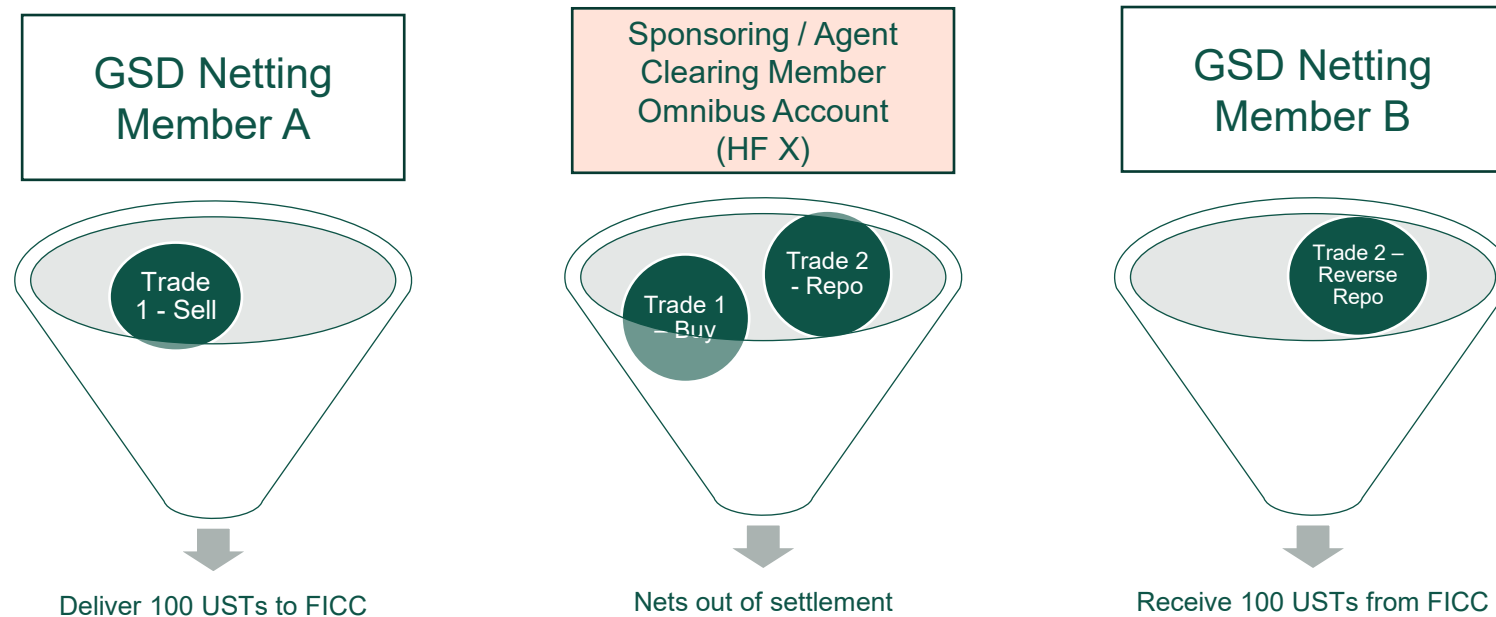 GSD Netting
Member A
Sponsoring / Agent
Clearing Member
Omnibus Account
(HF X)
GSD Netting
Member B
Trade
1 - Sell
Trade 1
– Buy
Trade 2
- Repo
Trade 2 –
Reverse
Repo
Deliver 100 USTs to FICC
Nets out of settlement
Receive 100 USTs from FICC